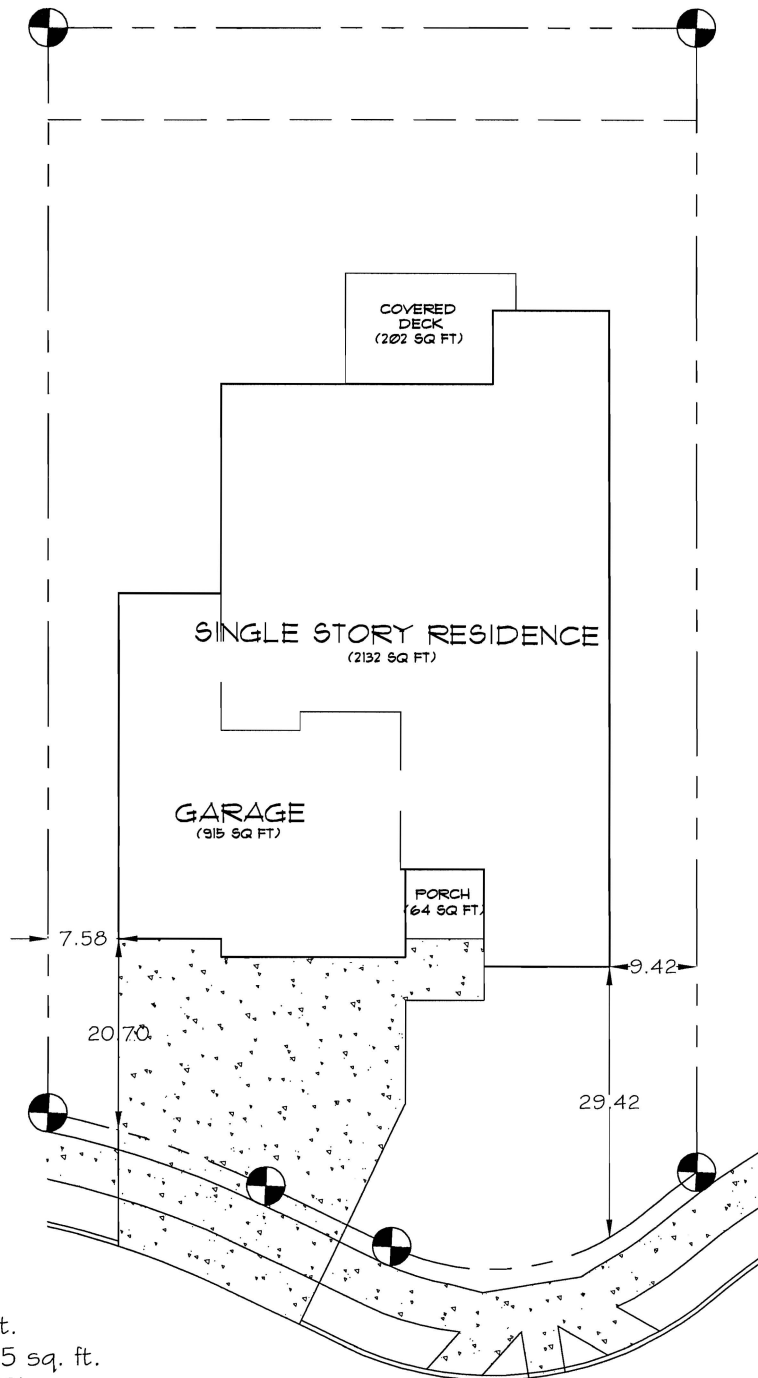 COVERED
DECK
(202 SQ FT)
SINGLE STORY RESIDENCE
(2132 SQ FT)
GARAGE
(915 SQ FT)
PORCH
(64 SQ FT)
7.58
9.42
20.70
29.42
t.
5 sq. ft.